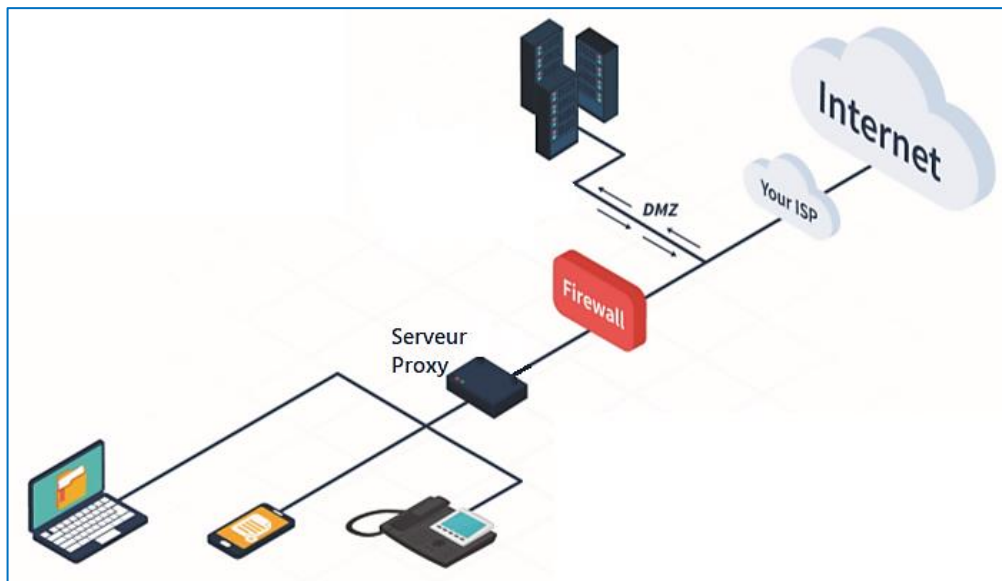 Internet
Your ISP
DMZ
Firewall
Serveur
Proxy